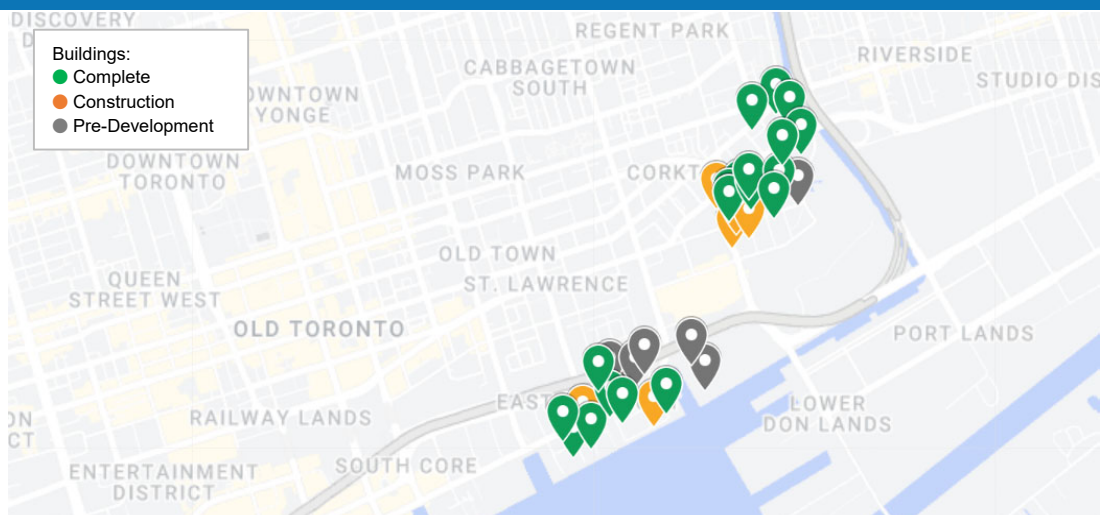 DISCOVERY
D
REGENT PARK
RIVERSIDE
Buildings:
Complete
Construction
Pre-Development
CABBAGETOWN
SOUTH
STUDIO DIS
OWNTOWN
YONGE
DOWNTOWN
TORONTO
MOSS PARK
CORKT
OLD TOWN
QUEEN
STREET WEST
ST. LAWRENCE
OLD TORONTO
PORT LANDS
EAST
RAILWAY LANDS
LOWER
DON LANDS
ON
CT
SOUTH CORE
ENTERTAINMENT
DISTRICT